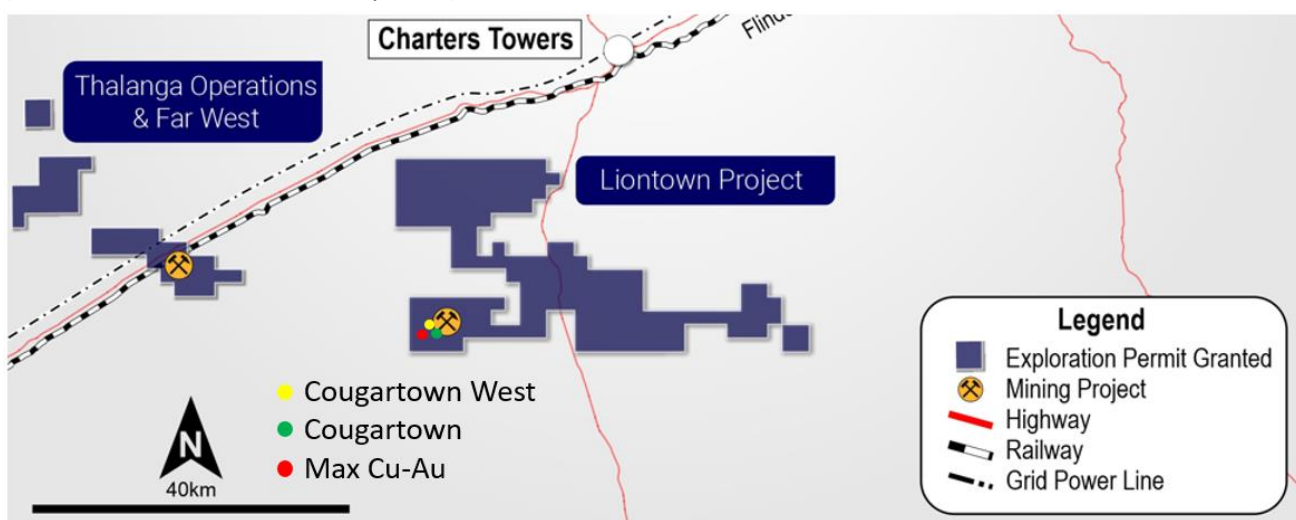 Charters Towers
Thalanga Operations
& Far West
Liontown Project
Cougartown West
Cougartown
Max Cu-Au
N
40km
Legend
Exploration Permit Granted
Mining Project
Highway
Railway
Grid Power Line